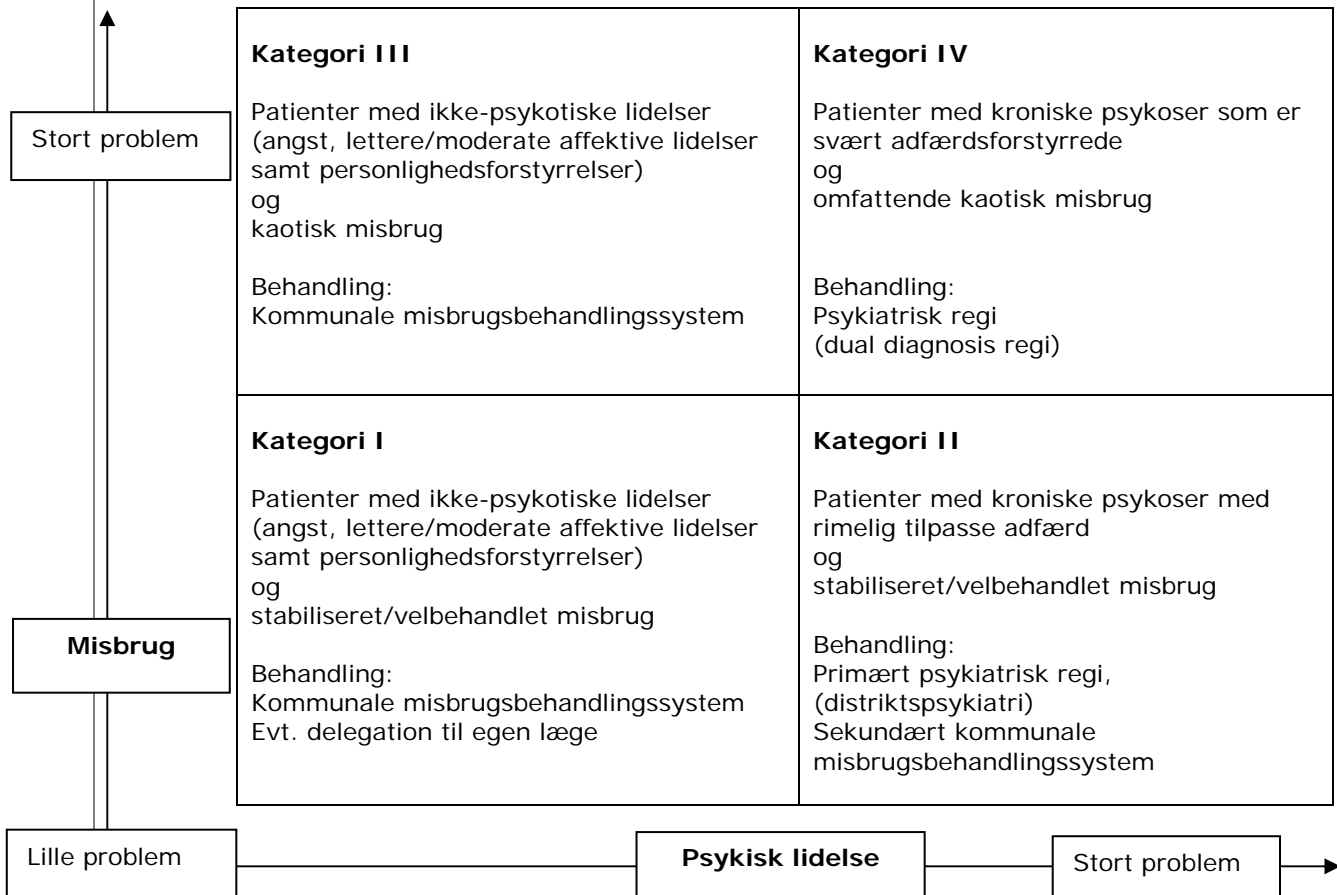 Stort problem
Misbrug
Kategori III
Patienter med ikke-psykotiske lidelser
(angst, lettere/moderate affektive lidelser
samt personlighedsforstyrrelser)
og
kaotisk misbrug
Behandling:
Kommunale misbrugsbehandlingssystem
Kategori IV
Patienter med kroniske psykoser som er
svært adfærdsforstyrrede
og
omfattende kaotisk misbrug
Behandling:
Psykiatrisk regi
(dual diagnosis regi)
Kategori I
Patienter med ikke-psykotiske lidelser
(angst, lettere/moderate affektive lidelser
samt personlighedsforstyrrelser)
og
stabiliseret/velbehandlet misbrug
Behandling:
Kommunale misbrugsbehandlingssystem
Evt. delegation til egen læge
Kategori II
Patienter med kroniske psykoser med
rimelig tilpasse adfærd
og
stabiliseret/velbehandlet misbrug
Behandling:
Primært psykiatrisk regi,
(distriktspsykiatri)
Sekundært kommunale
misbrugsbehandlingssystem
Lille problem
Psykisk lidelse
Stort problem